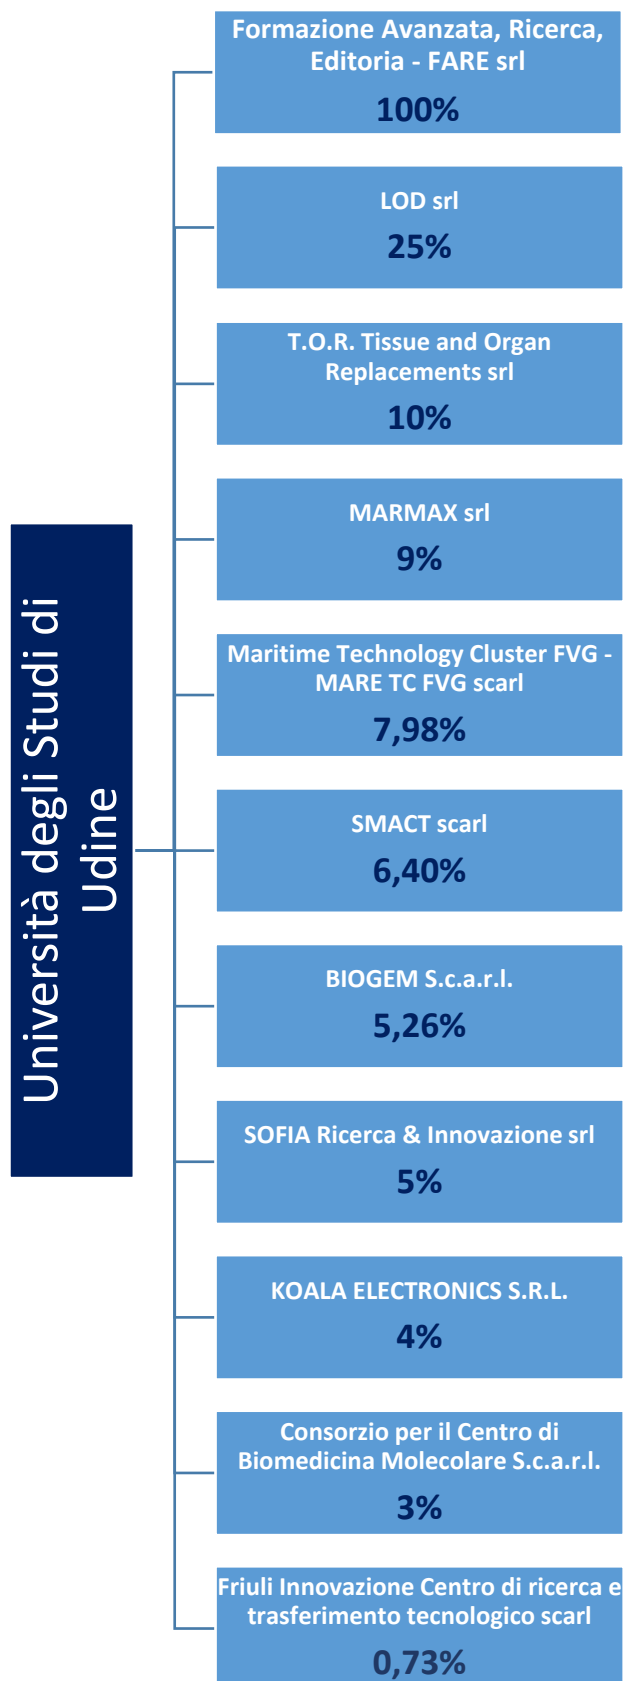 Università degli Studi di
Udine
Formazione Avanzata, Ricerca,
Editoria - FARE srl
100%
LOD srl
25%
T.O.R. Tissue and Organ
Replacements srl
10%
MARMAX srl
9%
Maritime Technology Cluster FVG -
MARE TC FVG scarl
7,98%
SMACT scarl
6,40%
BIOGEM S.c.a.r.l.
5,26%
SOFIA Ricerca & Innovazione srl
5%
KOALA ELECTRONICS S.R.L.
4%
Consorzio per il Centro di
Biomedicina Molecolare S.c.a.r.l.
3%
Friuli Innovazione Centro di ricerca e
trasferimento tecnologico scarl
0,73%